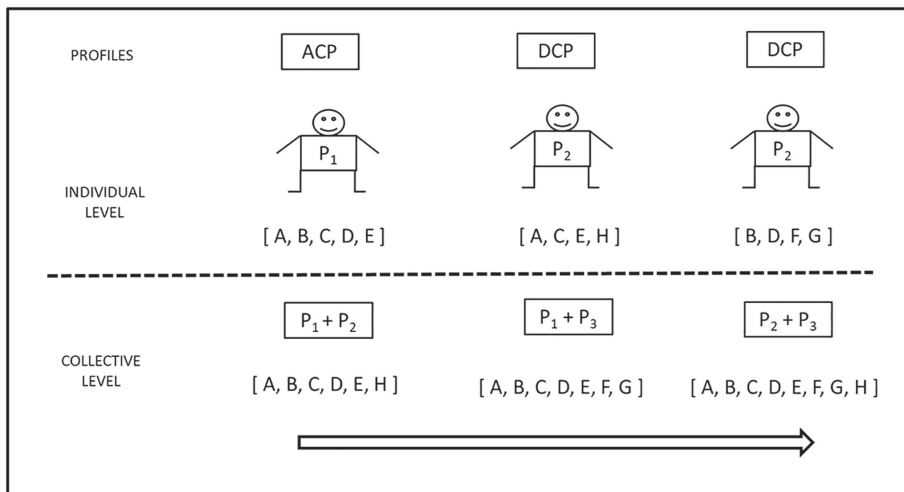 PROFILES
ACP
DCP
DCP
P₁
P₂
P₂
INDIVIDUAL
LEVEL
[ A, B, C, D, E ]
[ A, C, E, H ]
[ B, D, F, G ]
P₁ + P₂
P₁ + P₃
P₂ + P₃
COLLECTIVE
LEVEL
[ A, B, C, D, E, H ]
[ A, B, C, D, E, F, G ]
[ A, B, C, D, E, F, G, H ]